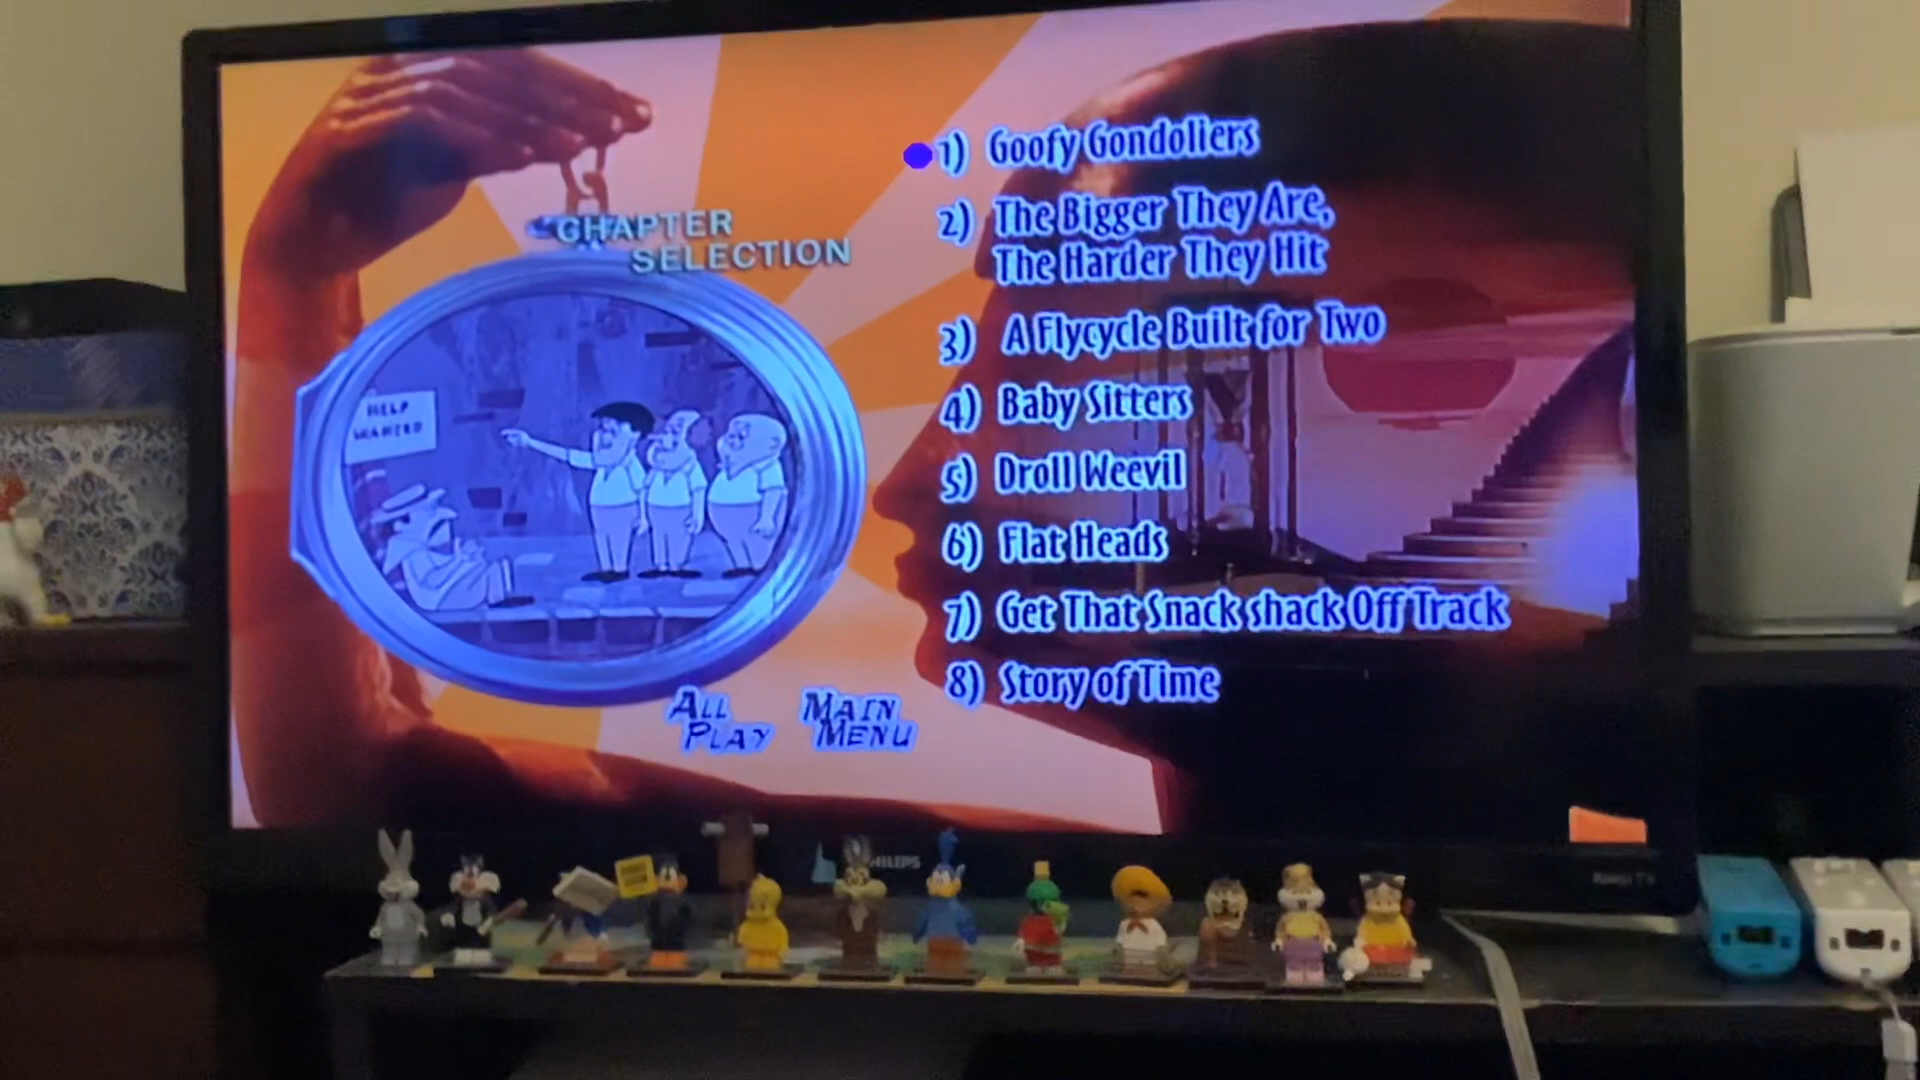 CHAPTER
SELECTION
HELP
WANTED
1) Goofy Gondoliers
2) The Bigger They Are,
The Harder They Hit
3) A Flycycle Built for Two
4) Baby Sitters
5) Droll Weevil
6) Flat Heads
7) Get That Snack shack Off Track
8) Story of Time
ALL
PLAY
MAIN
MENU
PHILIPS